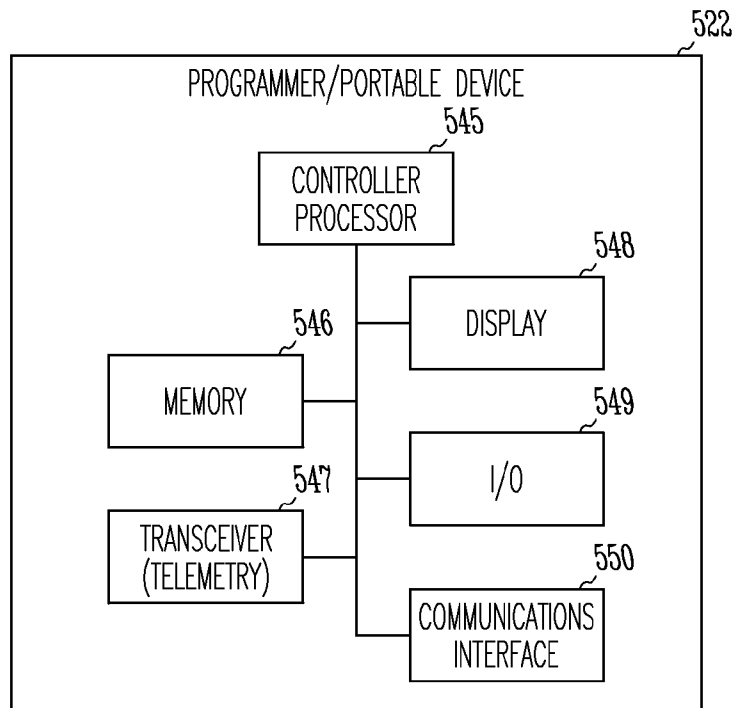 522
PROGRAMMER/PORTABLE DEVICE
545
CONTROLLER
PROCESSOR
548
DISPLAY
546
MEMORY
549
I/O
547
TRANSCEIVER
(TELEMETRY)
550
COMMUNICATIONS
INTERFACE